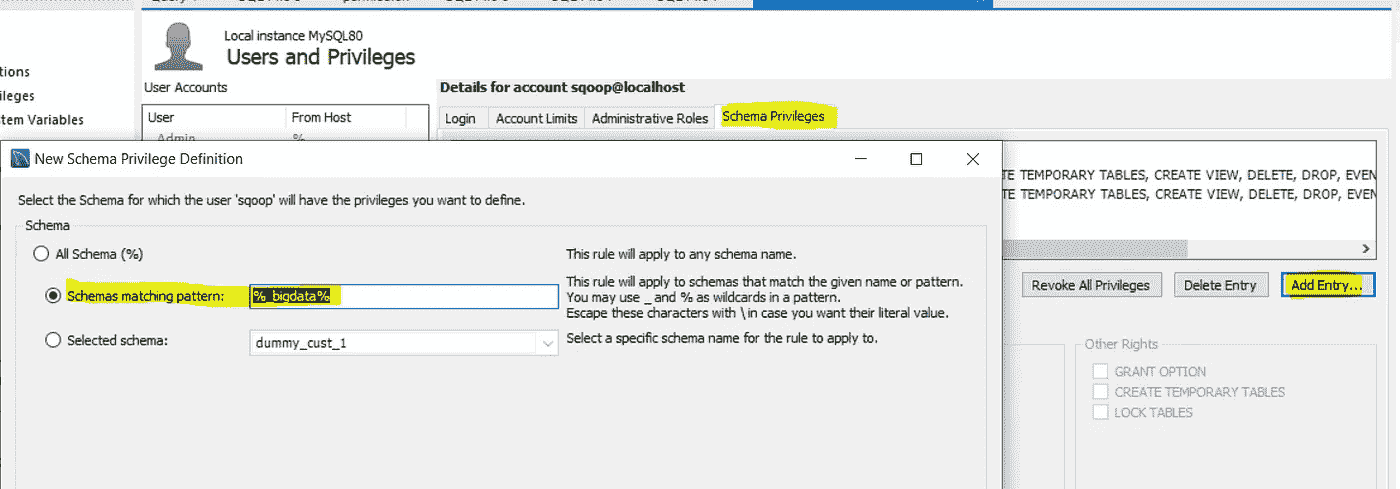 Local instance MySQL80
Users and Privileges
tions
ileges
stem Variables
User Accounts
Details for account sqoop@localhost
User From Host
Login Account Limits Administrative Roles Schema Privileges
Admin %
New Schema Privilege Definition
TE TEMPORARY TABLES, CREATE VIEW, DELETE, DROP, EVEN
TE TEMPORARY TABLES, CREATE VIEW, DELETE, DROP, EVEN
Select the Schema for which the user 'sqoop' will have the privileges you want to define.
Schema
All Schema (%) This rule will apply to any schema name.
Schemas matching pattern: %_bigdata% This rule will apply to schemas that match the given name or pattern.
You may use _ and % as wildcards in a pattern.
Escape these characters with \ in case you want their literal value.
Revoke All Privileges Delete Entry Add Entry...
Selected schema: dummy_cust_1 Select a specific schema name for the rule to apply to.
Other Rights
GRANT OPTION
CREATE TEMPORARY TABLES
LOCK TABLES